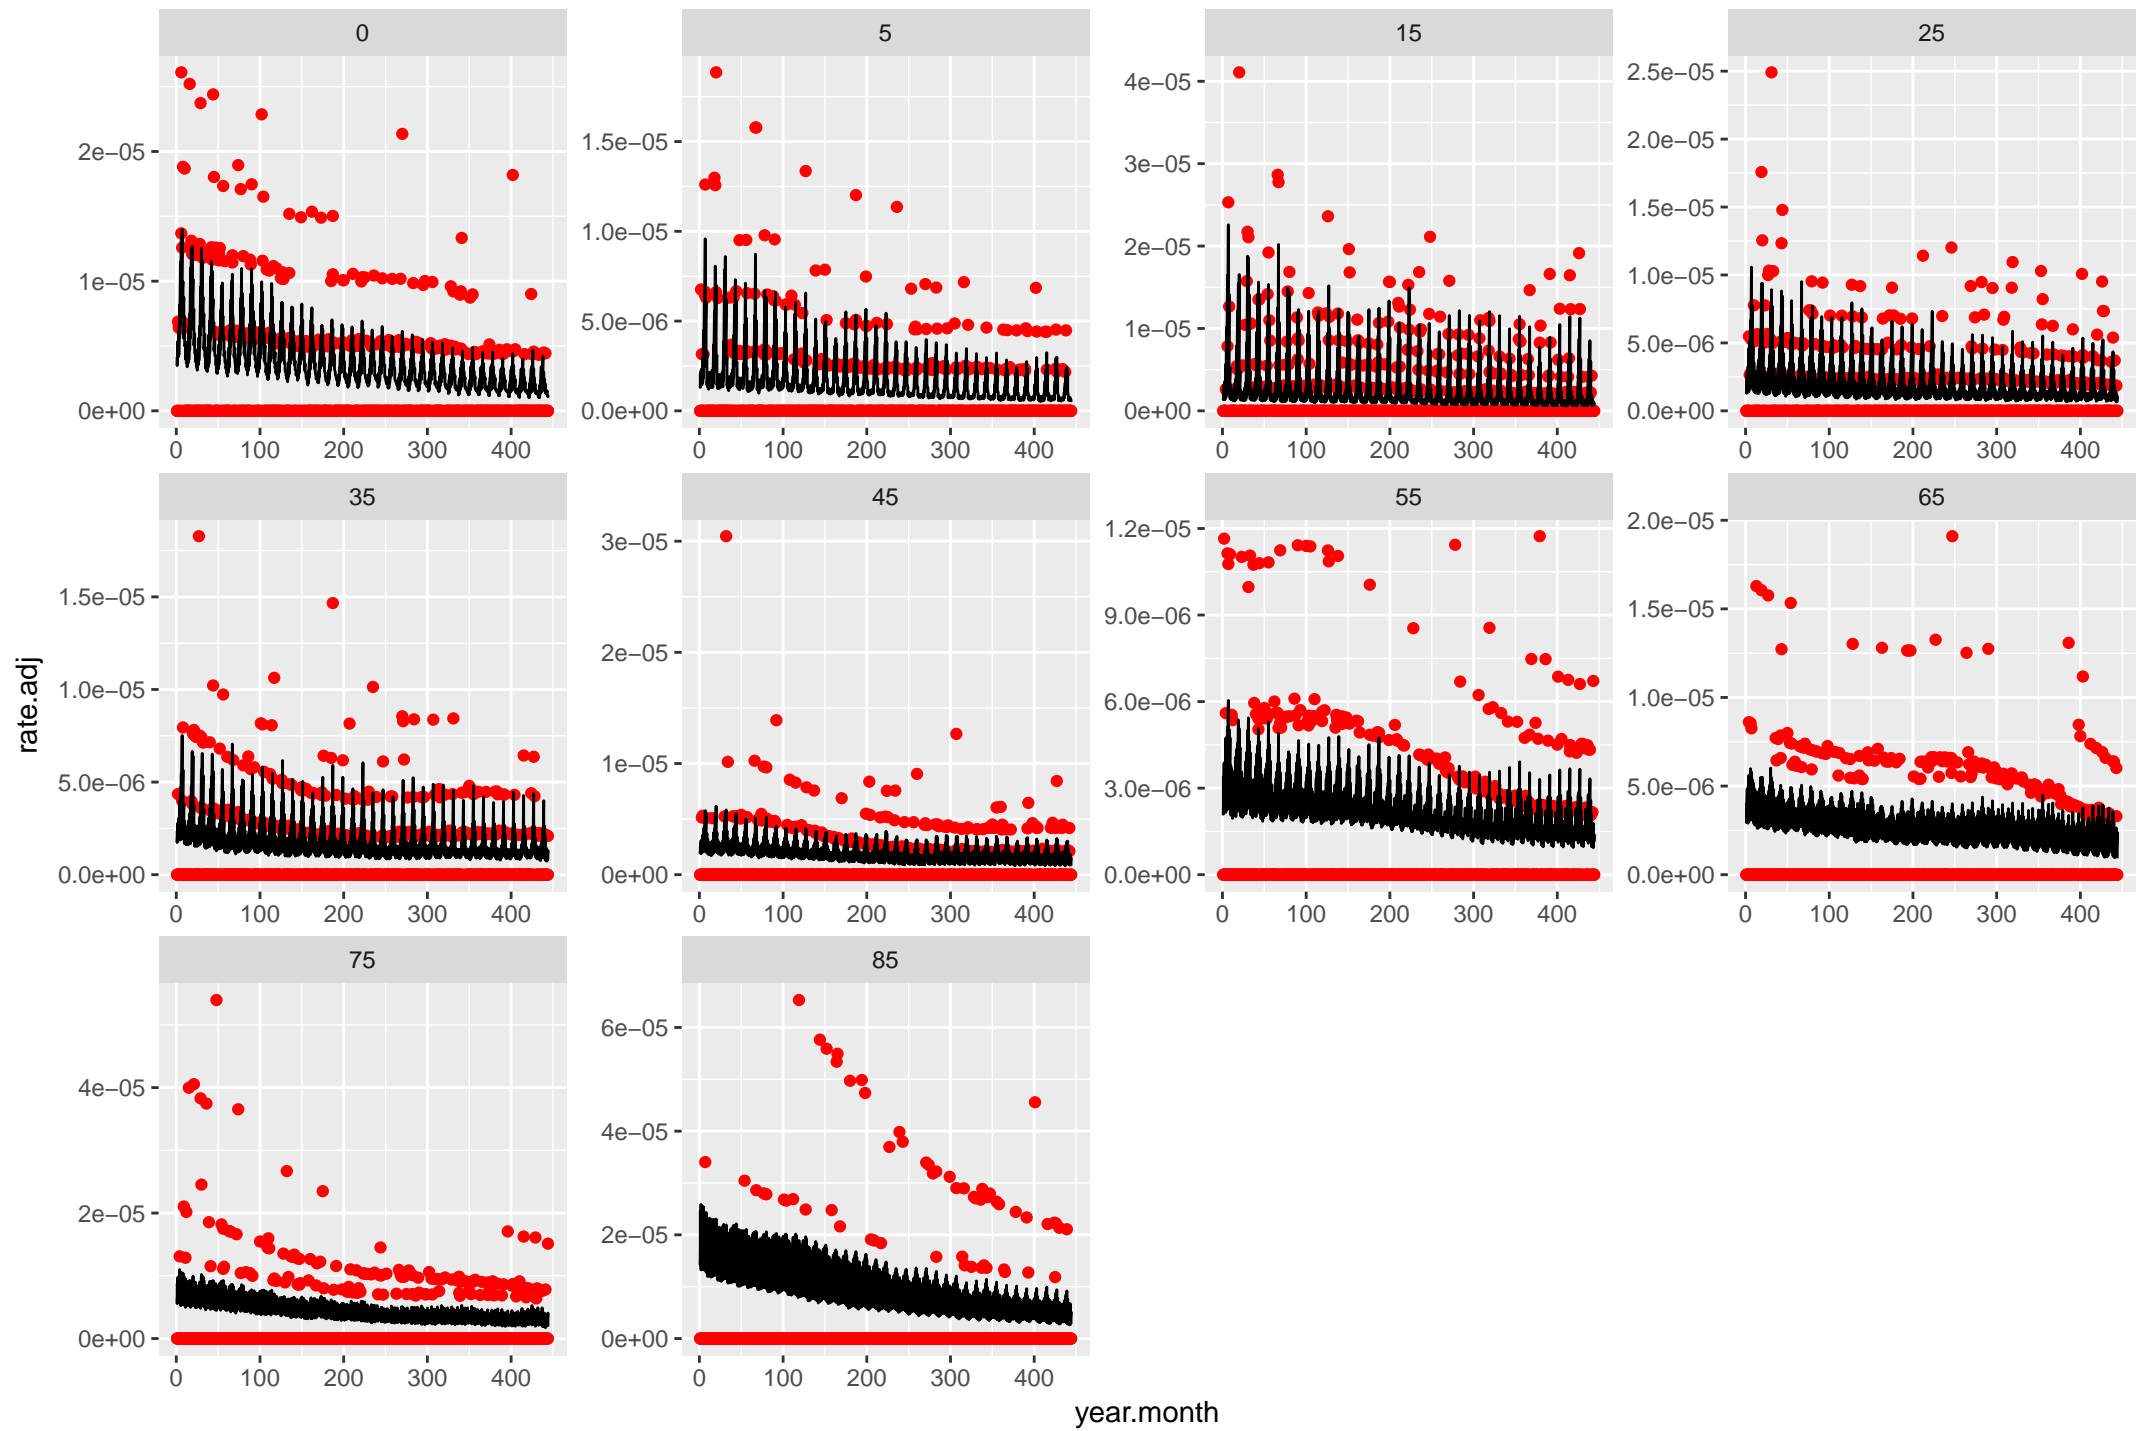 0 5 15 25
2e−05 1e−05 0e+00
1.5e−05 1.0e−05 5.0e−06 0.0e+00
4e−05 3e−05 2e−05 1e−05 0e+00
2.5e−05 2.0e−05 1.5e−05 1.0e−05 5.0e−06 0.0e+00
0 100 200 300 400 0 100 200 300 400 0 100 200 300 400 0 100 200 300 400
35 45 55 65
1.5e−05 1.0e−05 5.0e−06 0.0e+00
3e−05 2e−05 1e−05 0e+00
1.2e−05 9.0e−06 6.0e−06 3.0e−06 0.0e+00
2.0e−05 1.5e−05 1.0e−05 5.0e−06 0.0e+00
0 100 200 300 400 0 100 200 300 400 0 100 200 300 400 0 100 200 300 400
75 85
4e−05 2e−05 0e+00
6e−05 4e−05 2e−05 0e+00
0 100 200 300 400 0 100 200 300 400
rate.adj
year.month